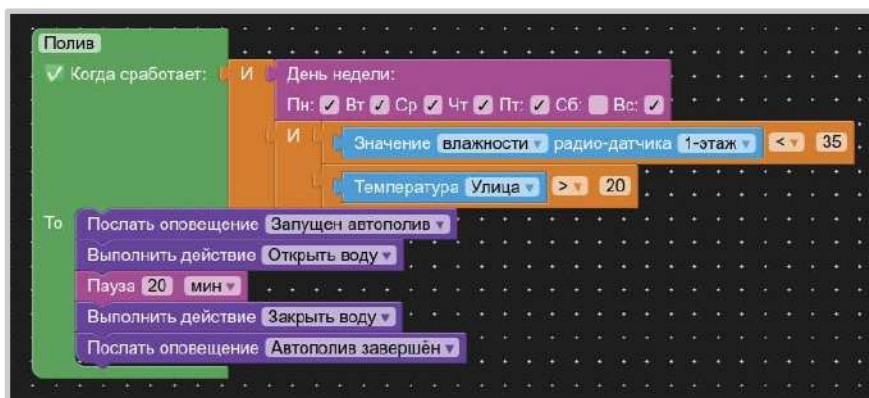 Полив
Когда сработает: И День недели:
Пн: Вт Ср Чт Пт: Сб: Вс:
И Значение влажности радио-датчика 1-этаж < 35
Температура Улица > 20
То Послать оповещение Запущен автополив
Выполнить действие Открыть воду
Пауза 20 мин
Выполнить действие Закрыть воду
Послать оповещение Автополив завершён